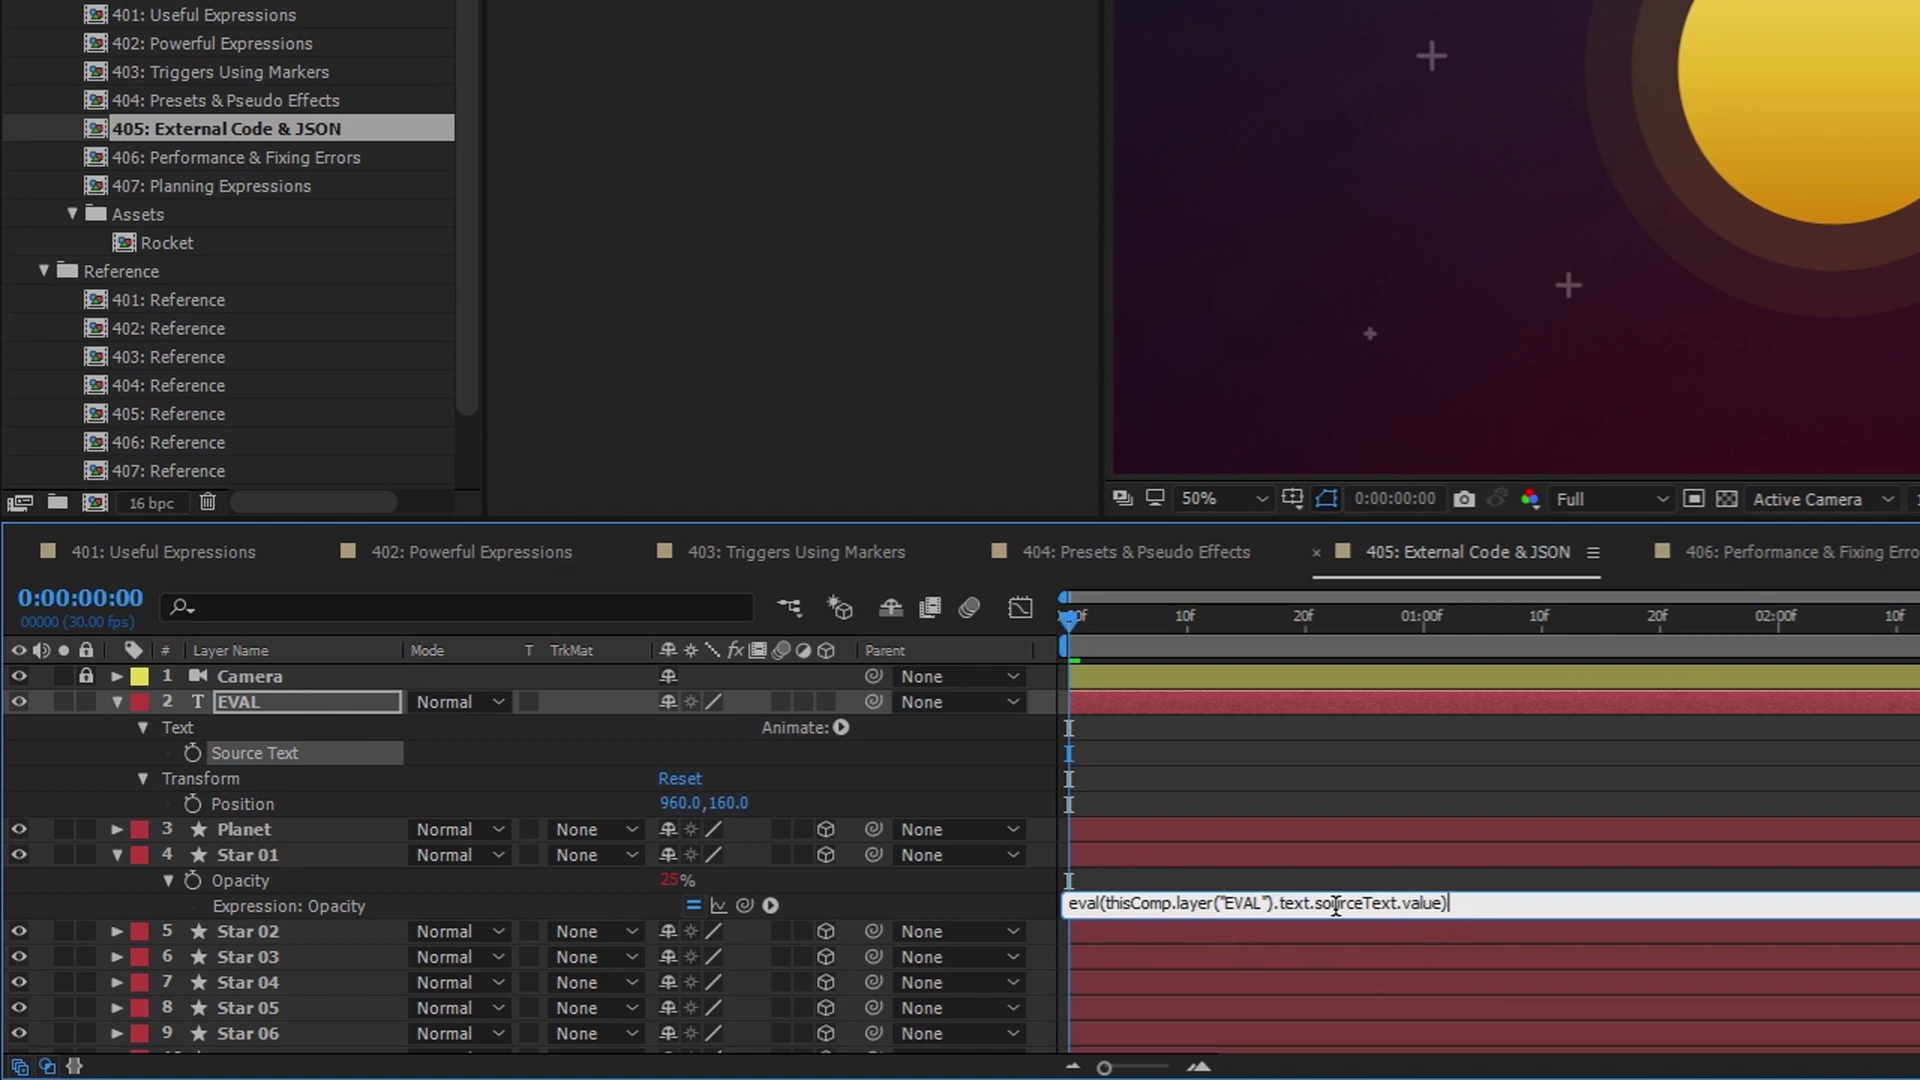 401: Useful Expressions
402: Powerful Expressions
403: Triggers Using Markers
404: Presets & Pseudo Effects
405: External Code & JSON
406: Performance & Fixing Errors
407: Planning Expressions
Assets
Rocket
Reference
401: Reference
402: Reference
403: Reference
404: Reference
405: Reference
406: Reference
407: Reference
16 bpc
50% 0:00:00:00 Full Active Camera
401: Useful Expressions 402: Powerful Expressions 403: Triggers Using Markers 404: Presets & Pseudo Effects × 405: External Code & JSON 406: Performance & Fixing Erro
0:00:00:00
00000 (30.00 fps)
10f 20f 01:00f 10f 20f 02:00f 10f
# Layer Name Mode T TrkMat fx Parent
1 Camera None
2 T EVAL Normal None
Text Animate:
Source Text
Transform Reset
Position 960.0,160.0
3 Planet Normal None None
4 Star 01 Normal None None
Opacity 25%
Expression: Opacity eval(thisComp.layer("EVAL").text.sourceText.value)
5 Star 02 Normal None None
6 Star 03 Normal None None
7 Star 04 Normal None None
8 Star 05 Normal None None
9 Star 06 Normal None None